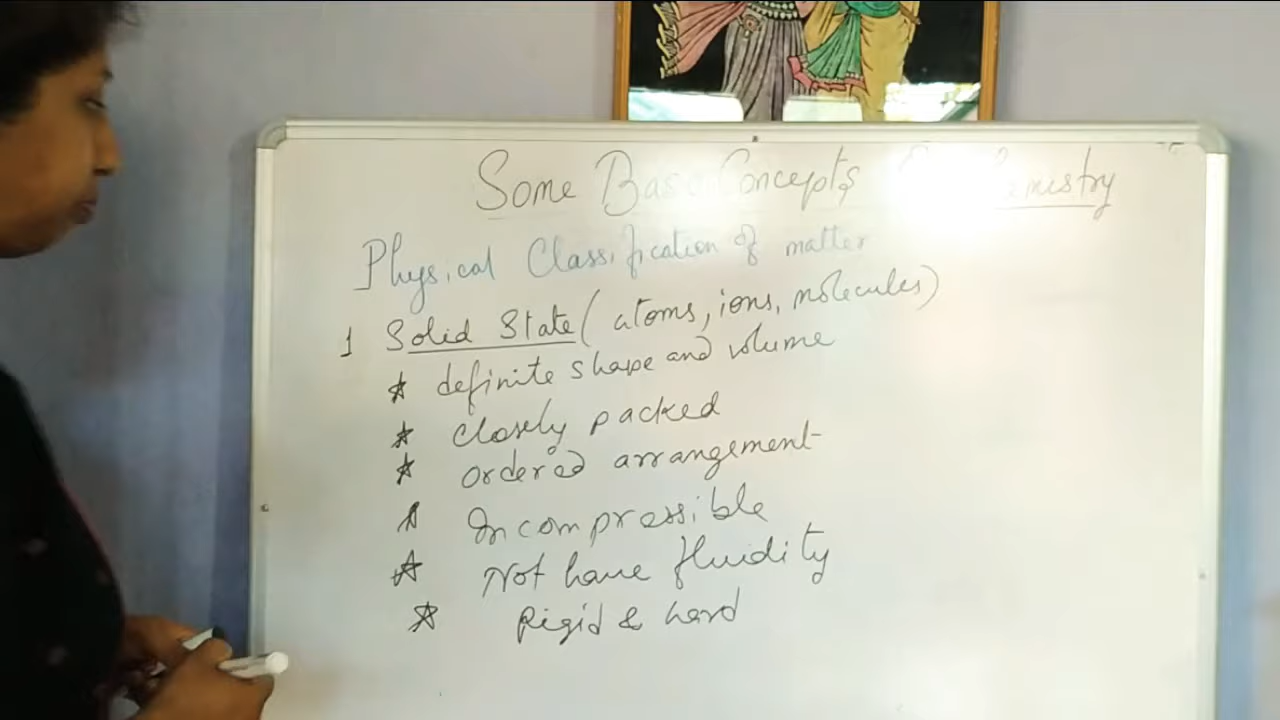 Some Basic Concepts Chemistry
Physical Classification of matter
1 Solid State (atoms, ions, molecules)
* definite shape and volume
* closely packed
* ordered arrangement
* Incompressible
* Not have fluidity
* Rigid & hard